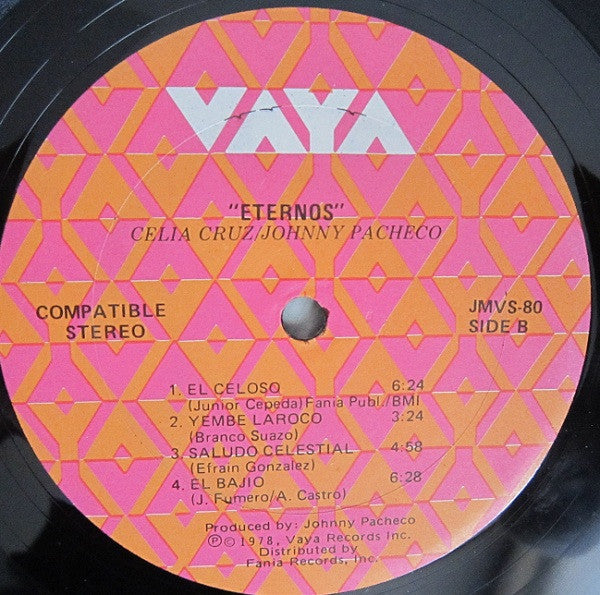 VAYA
"ETERNOS"
CELIA CRUZ/JOHNNY PACHECO
COMPATIBLE
STEREO
JMVS-80
SIDE B
1. EL CELOSO 6:24
(Junior Cepeda) Fania Publ./BMI
2. YEMBE LAROCO 3:24
(Branco Suazo)
3. SALUDO CELESTIAL 4:58
(Efrain Gonzalez)
4. EL BAJIO 6:28
(J. Fumero/A. Castro)
Produced by: Johnny Pacheco
Ⓟ © 1978, Vaya Records Inc.
Distributed by
Fania Records, Inc.